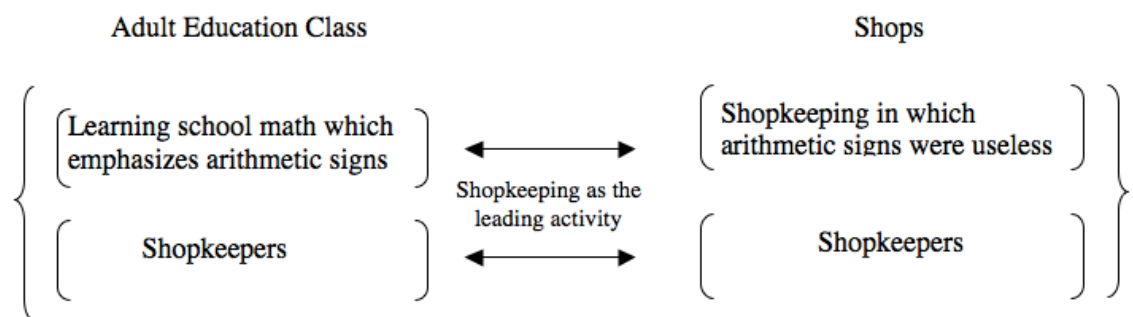 Adult Education Class
Shops
Learning school math which
emphasizes arithmetic signs
Shopkeeping in which
arithmetic signs were useless
Shopkeeping as the
leading activity
Shopkeepers
Shopkeepers